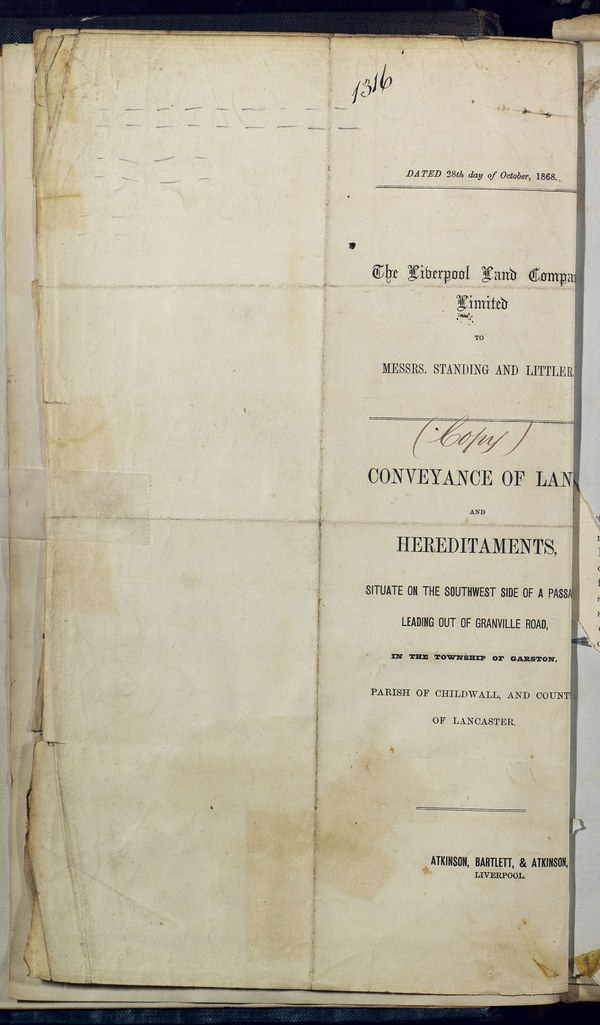 1316
DATED 28th day of October, 1868.
The Liverpool Land Compa
Limited
TO
MESSRS. STANDING AND LITTLER
(Copy)
CONVEYANCE OF LAN
AND
HEREDITAMENTS,
SITUATE ON THE SOUTHWEST SIDE OF A PASSA
LEADING OUT OF GRANVILLE ROAD,
IN THE TOWNSHIP OF GARSTON,
PARISH OF CHILDWALL, AND COUNT
OF LANCASTER.
ATKINSON, BARTLETT, & ATKINSON,
LIVERPOOL.